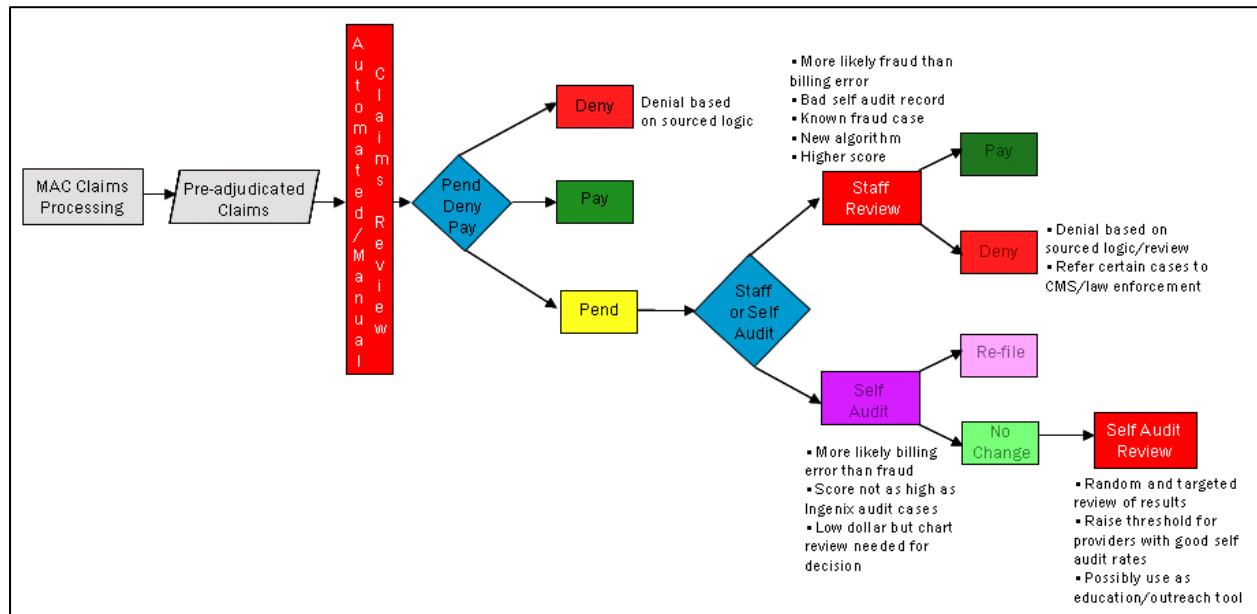 MAC Claims
Processing
Pre-adjudicated
Claims
Automated/Manual
Claims Review
Pend
Deny
Pay
Deny
Denial based
on sourced logic
Pay
Pend
Staff
or Self
Audit
▪ More likely fraud than
billing error
▪ Bad self audit record
▪ Known fraud case
▪ New algorithm
▪ Higher score
Staff
Review
Pay
Deny
▪ Denial based on
sourced logic/review
▪ Refer certain cases to
CMS/law enforcement
Self
Audit
▪ More likely billing
error than fraud
▪ Score not as high as
Ingenix audit cases
▪ Low dollar but chart
review needed for
decision
Re-file
No
Change
Self Audit
Review
▪ Random and targeted
review of results
▪ Raise threshold for
providers with good self
audit rates
▪ Possibly use as
education/outreach tool